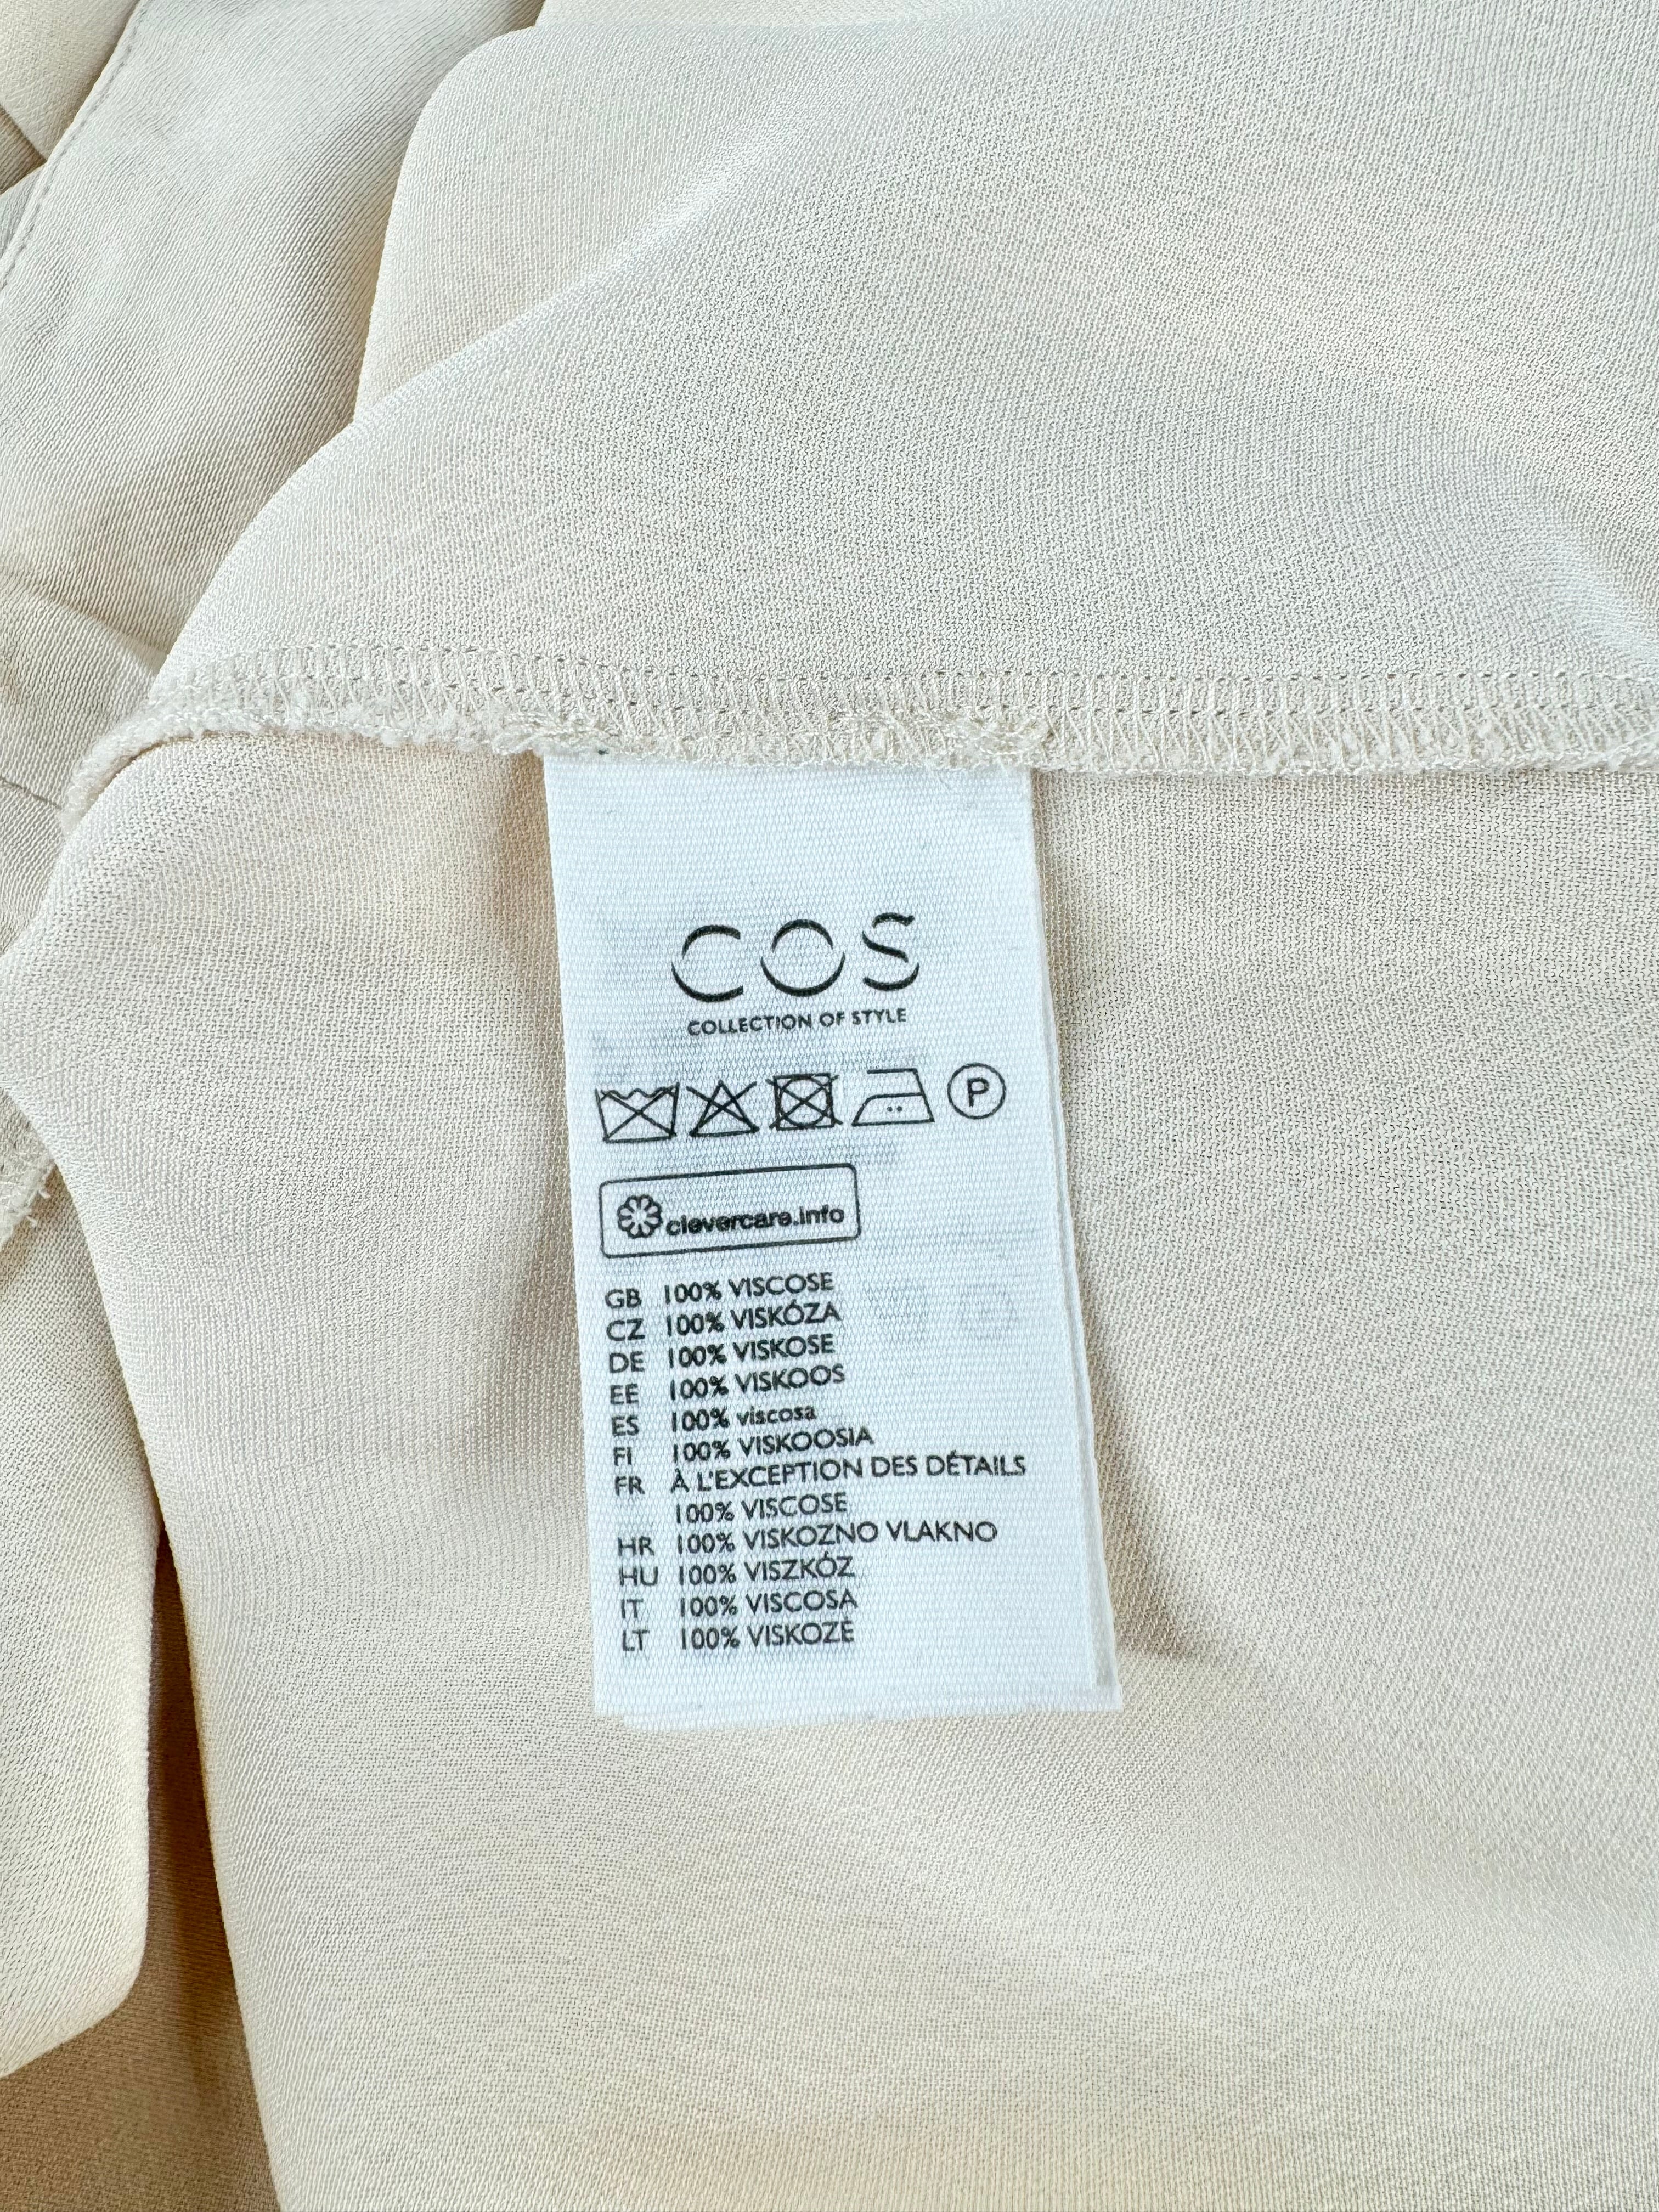 COS
COLLECTION OF STYLE
P
clevercare.info
GB 100% VISCOSE
CZ 100% VISKÓZA
DE 100% VISKOSE
EE 100% VISKOOS
ES 100% viscosa
FI 100% VISKOOSIA
FR À L'EXCEPTION DES DÉTAILS
100% VISCOSE
HR 100% VISKOZNO VLAKNO
HU 100% VISZKÓZ
IT 100% VISCOSA
LT 100% VISKOZĖ